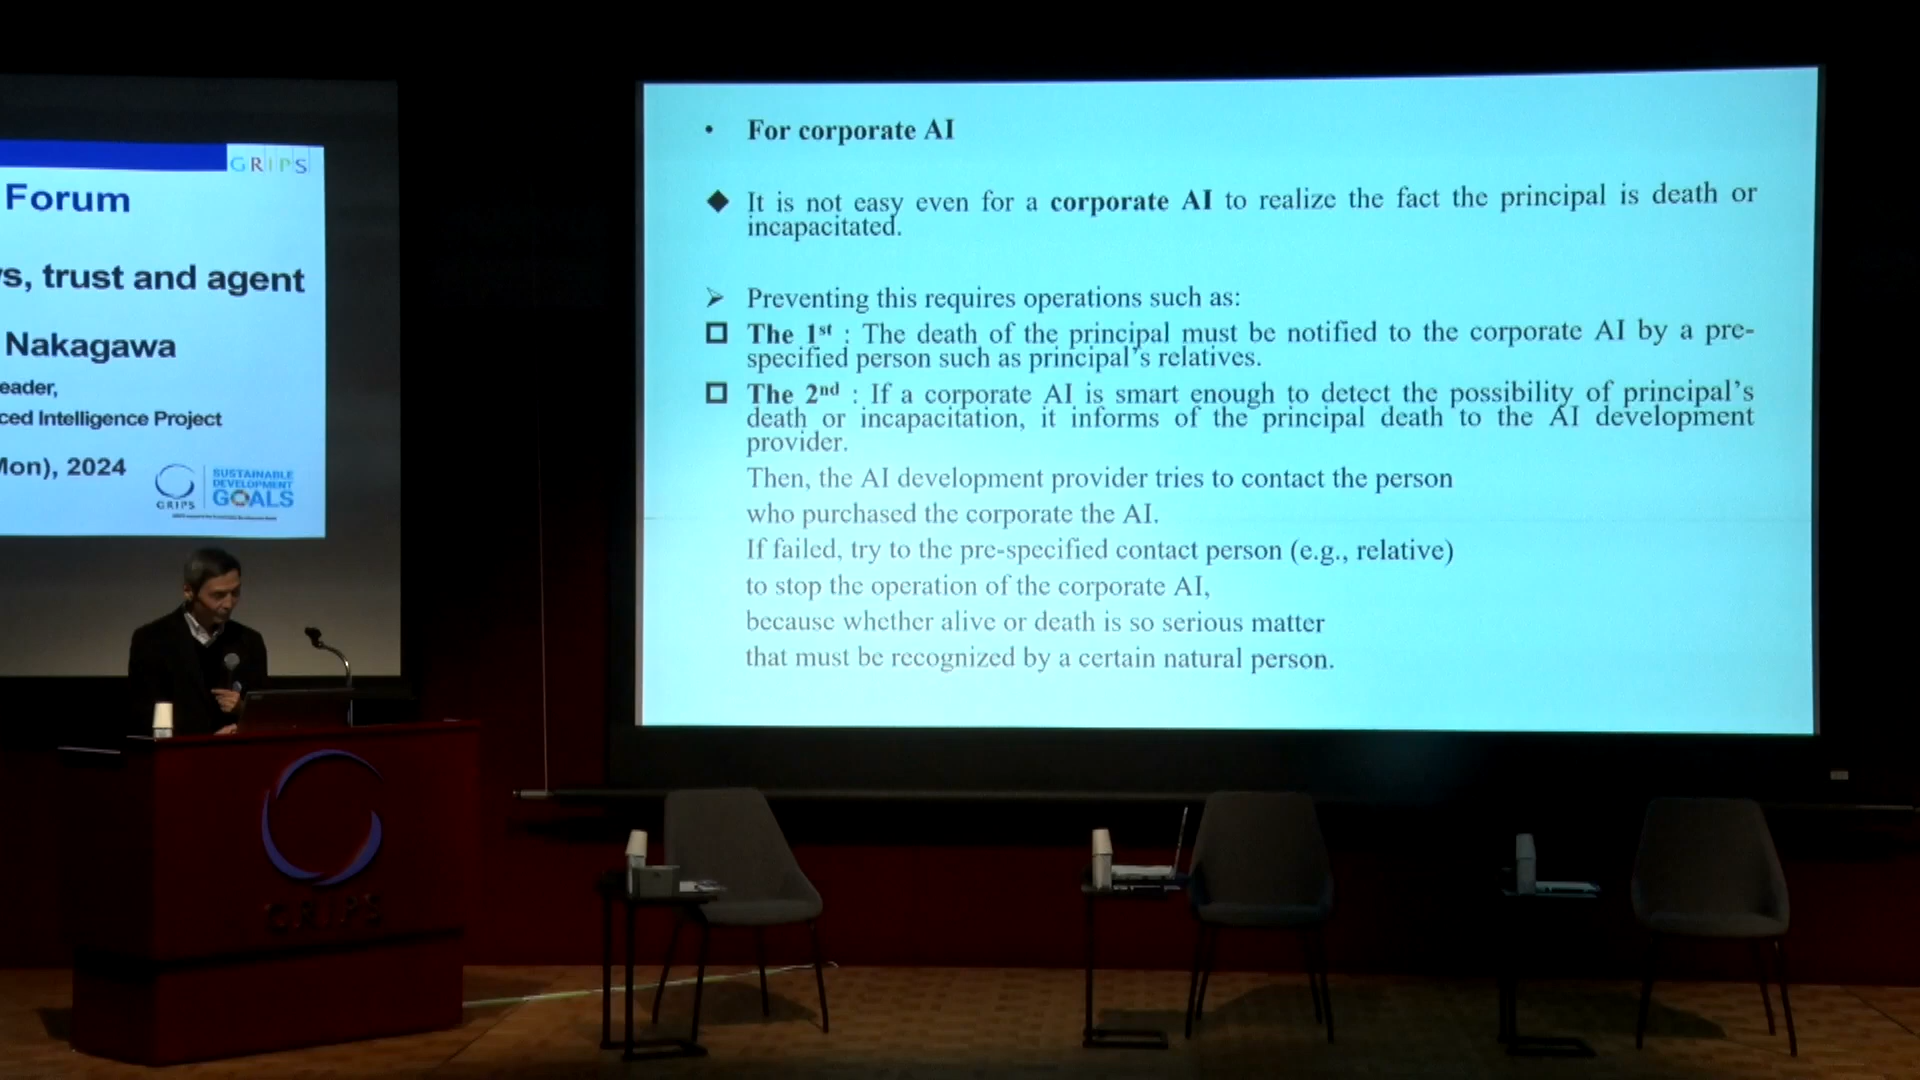 GRIPS
Forum
s, trust and agent
Nakagawa
eader,
ced Intelligence Project
Mon), 2024
GRIPS
SUSTAINABLE
DEVELOPMENT
GOALS
• For corporate AI
◆ It is not easy even for a corporate AI to realize the fact the principal is death or
incapacitated.
➢ Preventing this requires operations such as:
❑ The 1st : The death of the principal must be notified to the corporate AI by a pre-
specified person such as principal's relatives.
❑ The 2nd : If a corporate AI is smart enough to detect the possibility of principal's
death or incapacitation, it informs of the principal death to the AI development
provider.
Then, the AI development provider tries to contact the person
who purchased the corporate the AI.
If failed, try to the pre-specified contact person (e.g., relative)
to stop the operation of the corporate AI,
because whether alive or death is so serious matter
that must be recognized by a certain natural person.
GRIPS